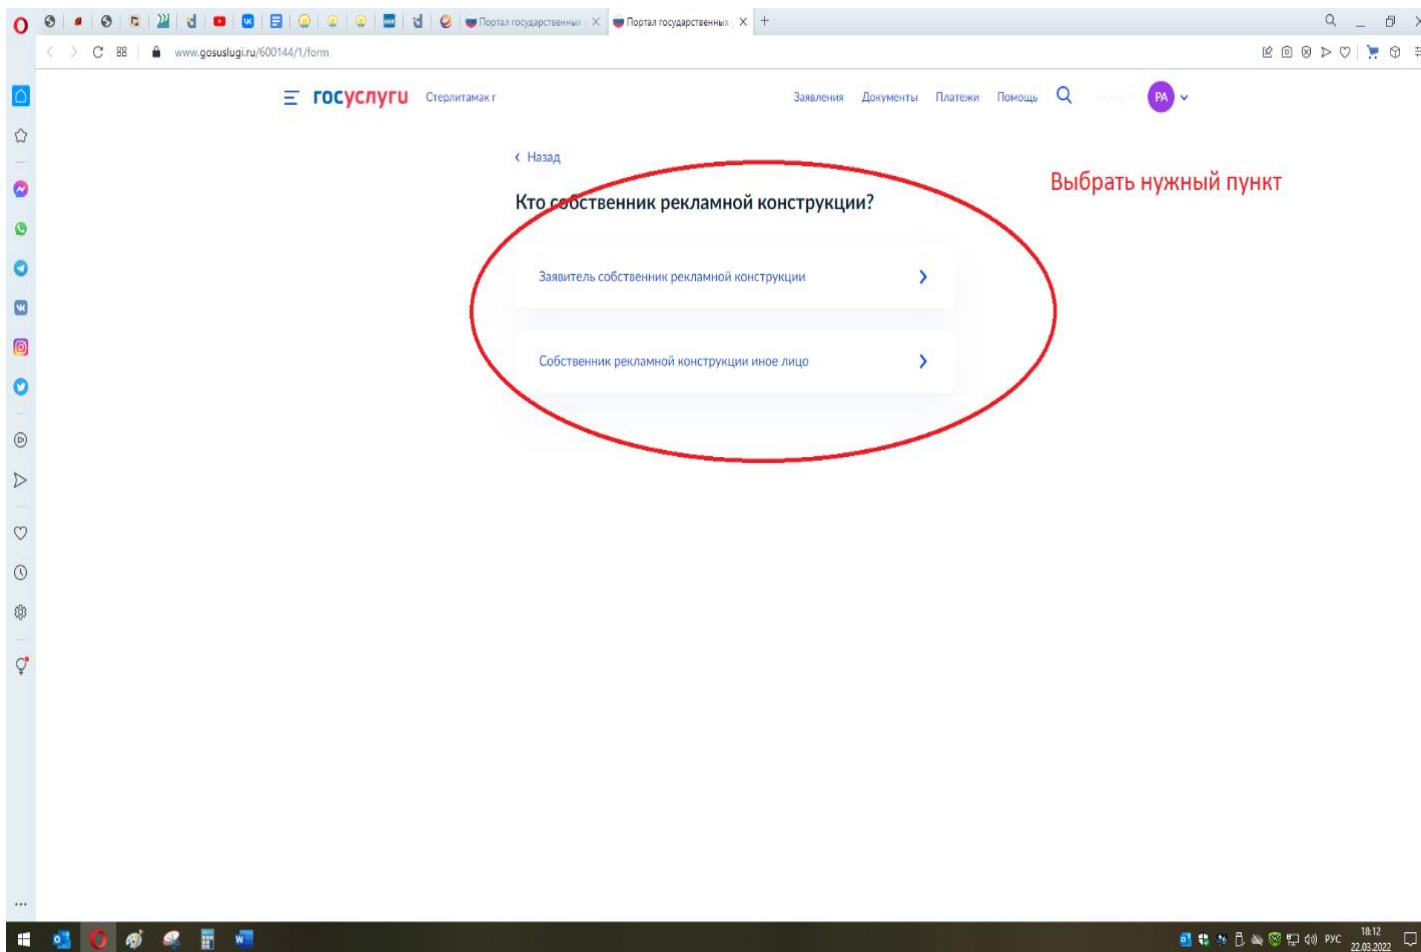 Портал государственных
Портал государственных
www.gosuslugi.ru/600144/1/form
госуслуги
Стерлитамак г
Заявления Документы Платежи Помощь
РА
Назад
Выбрать нужный пункт
Кто собственник рекламной конструкции?
Заявитель собственник рекламной конструкции
Собственник рекламной конструкции иное лицо
РУС
18:12
22.03.2022